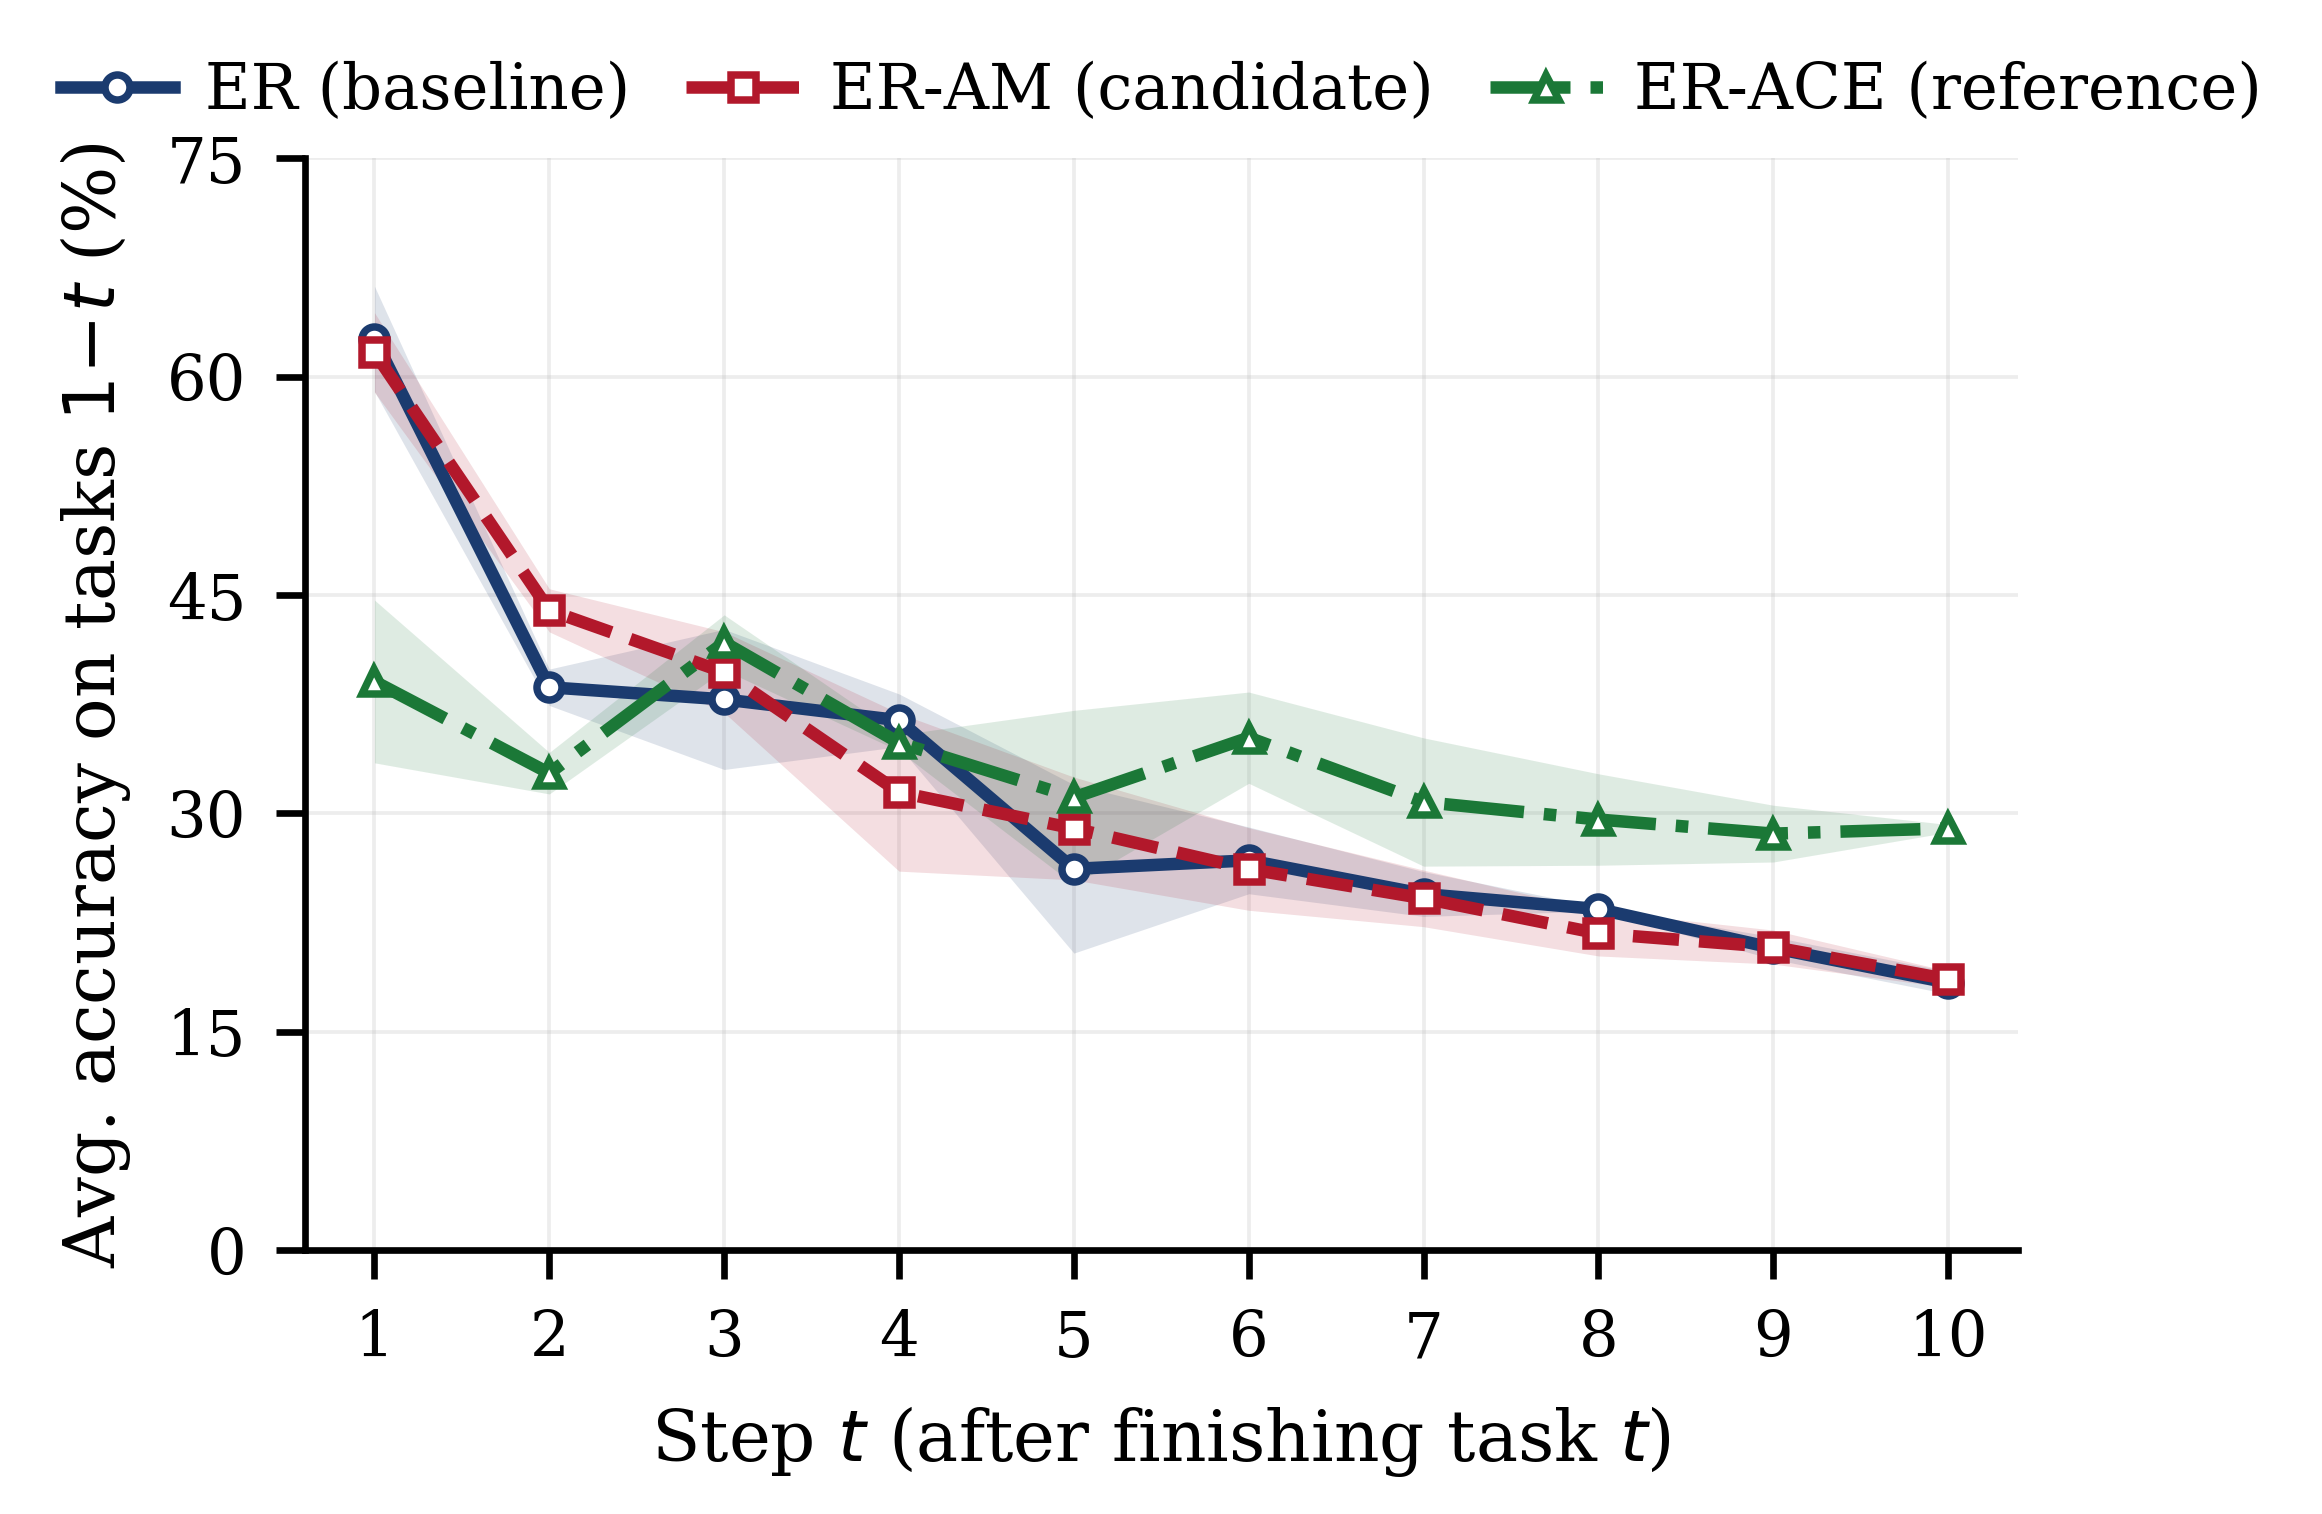 ER (baseline) ER-AM (candidate) ER-ACE (reference)
Avg. accuracy on tasks 1−t (%)
75
60
45
30
15
0
1 2 3 4 5 6 7 8 9 10
Step t (after finishing task t)